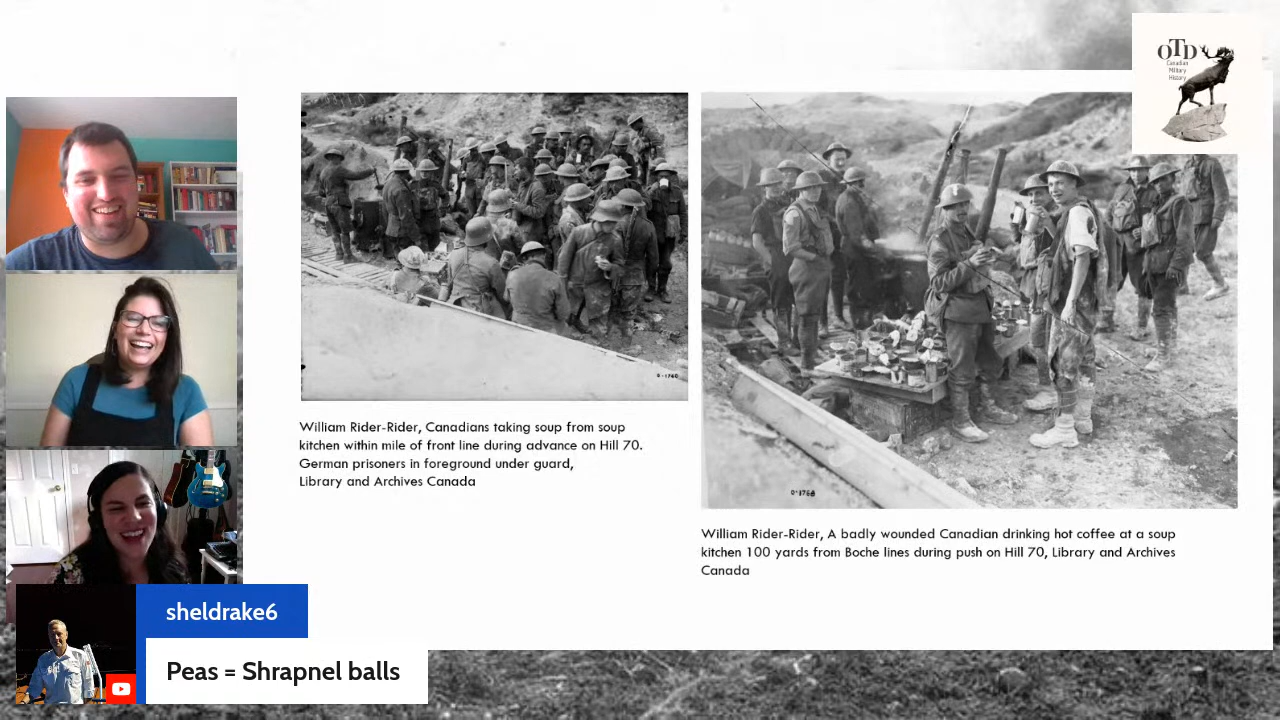 OTD
Canadian
Military
History
William Rider-Rider, Canadians taking soup from soup
kitchen within mile of front line during advance on Hill 70.
German prisoners in foreground under guard,
Library and Archives Canada
William Rider-Rider, A badly wounded Canadian drinking hot coffee at a soup
kitchen 100 yards from Boche lines during push on Hill 70, Library and Archives
Canada
sheldrake6
Peas = Shrapnel balls